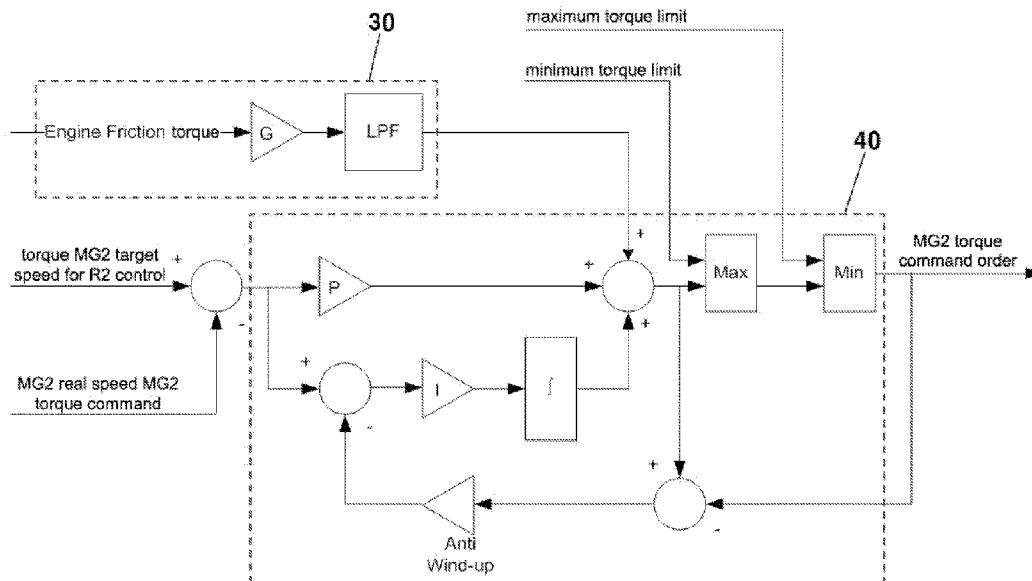 maximum torque limit
30
minimum torque limit
Engine Friction torque
G
LPF
40
+
torque MG2 target
speed for R2 control
+
-
P
+
+
Max
Min
MG2 torque
command order
MG2 real speed MG2
torque command
+
-
I
∫
+
-
Anti
Wind-up